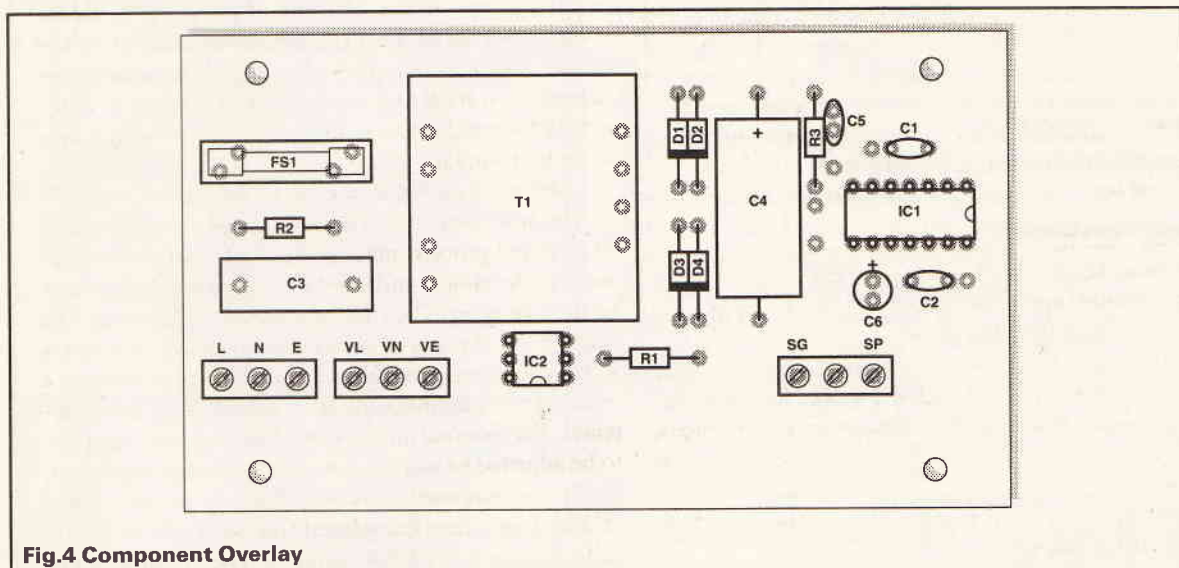 FS1
R2
C3
T1
D1
D2
D3
D4
+
C4
R3
C5
C1
IC1
+
C6
C2
L N E
VL VN VE
IC2
R1
SG SP
Fig.4 Component Overlay